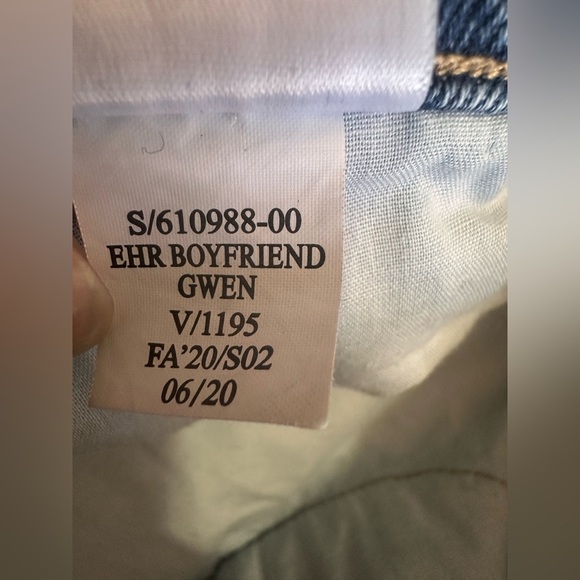 S/610988-00
EHR BOYFRIEND
GWEN
V/1195
FA'20/S02
06/20